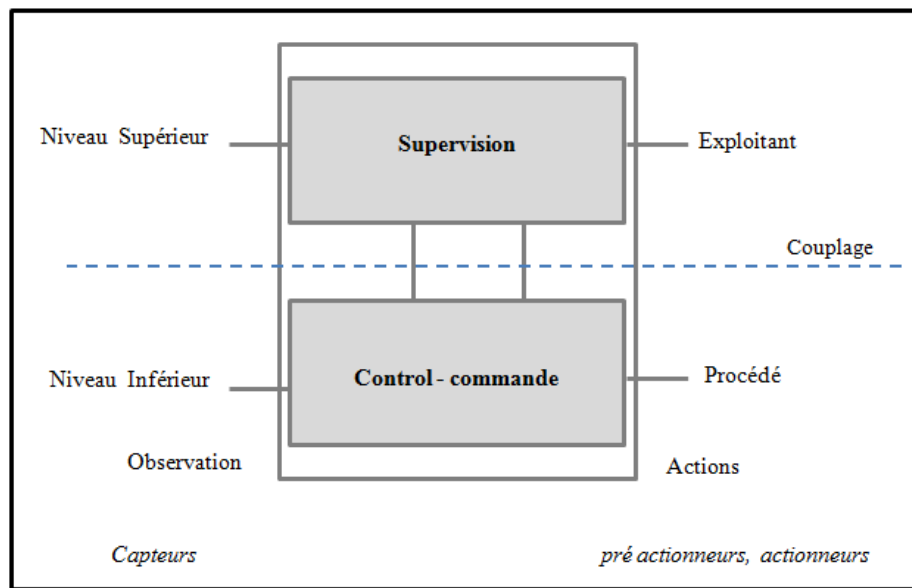 Niveau Supérieur
Supervision
Exploitant
Couplage
Niveau Inférieur
Control - commande
Procédé
Observation
Actions
Capteurs
pré actionneurs, actionneurs